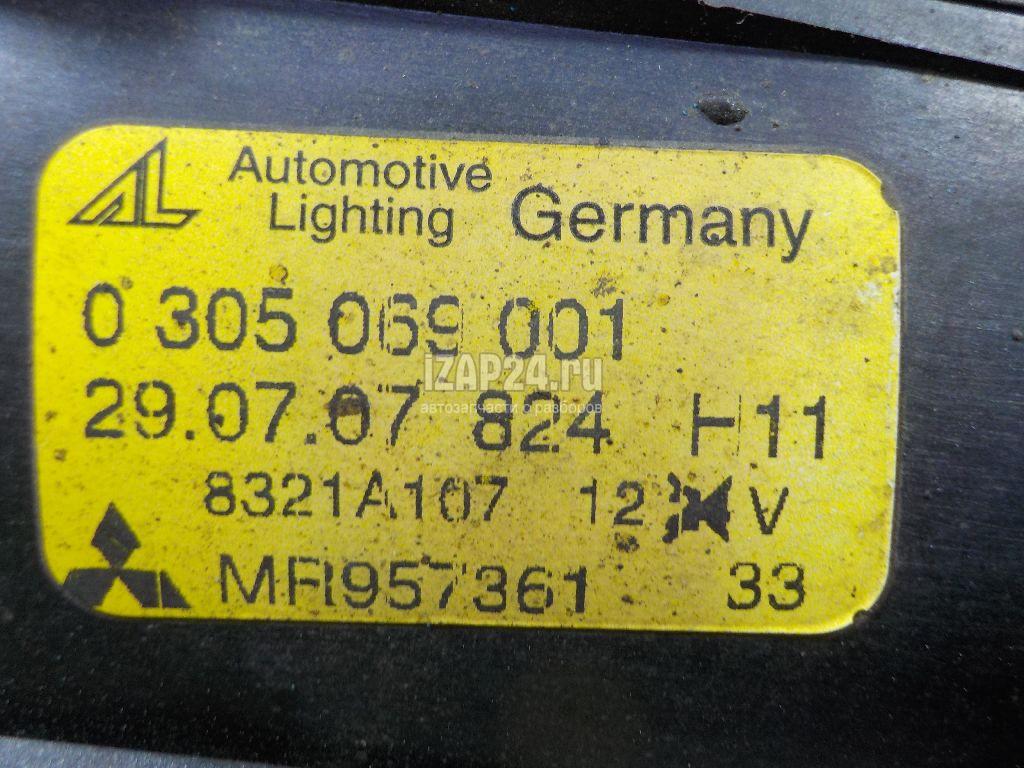 AL Automotive
Lighting Germany
0 305 069 001
29.07.07 824 H11
8321A107 12 V
MR957361 33
iZAP24.ru
автозапчасти о разборов